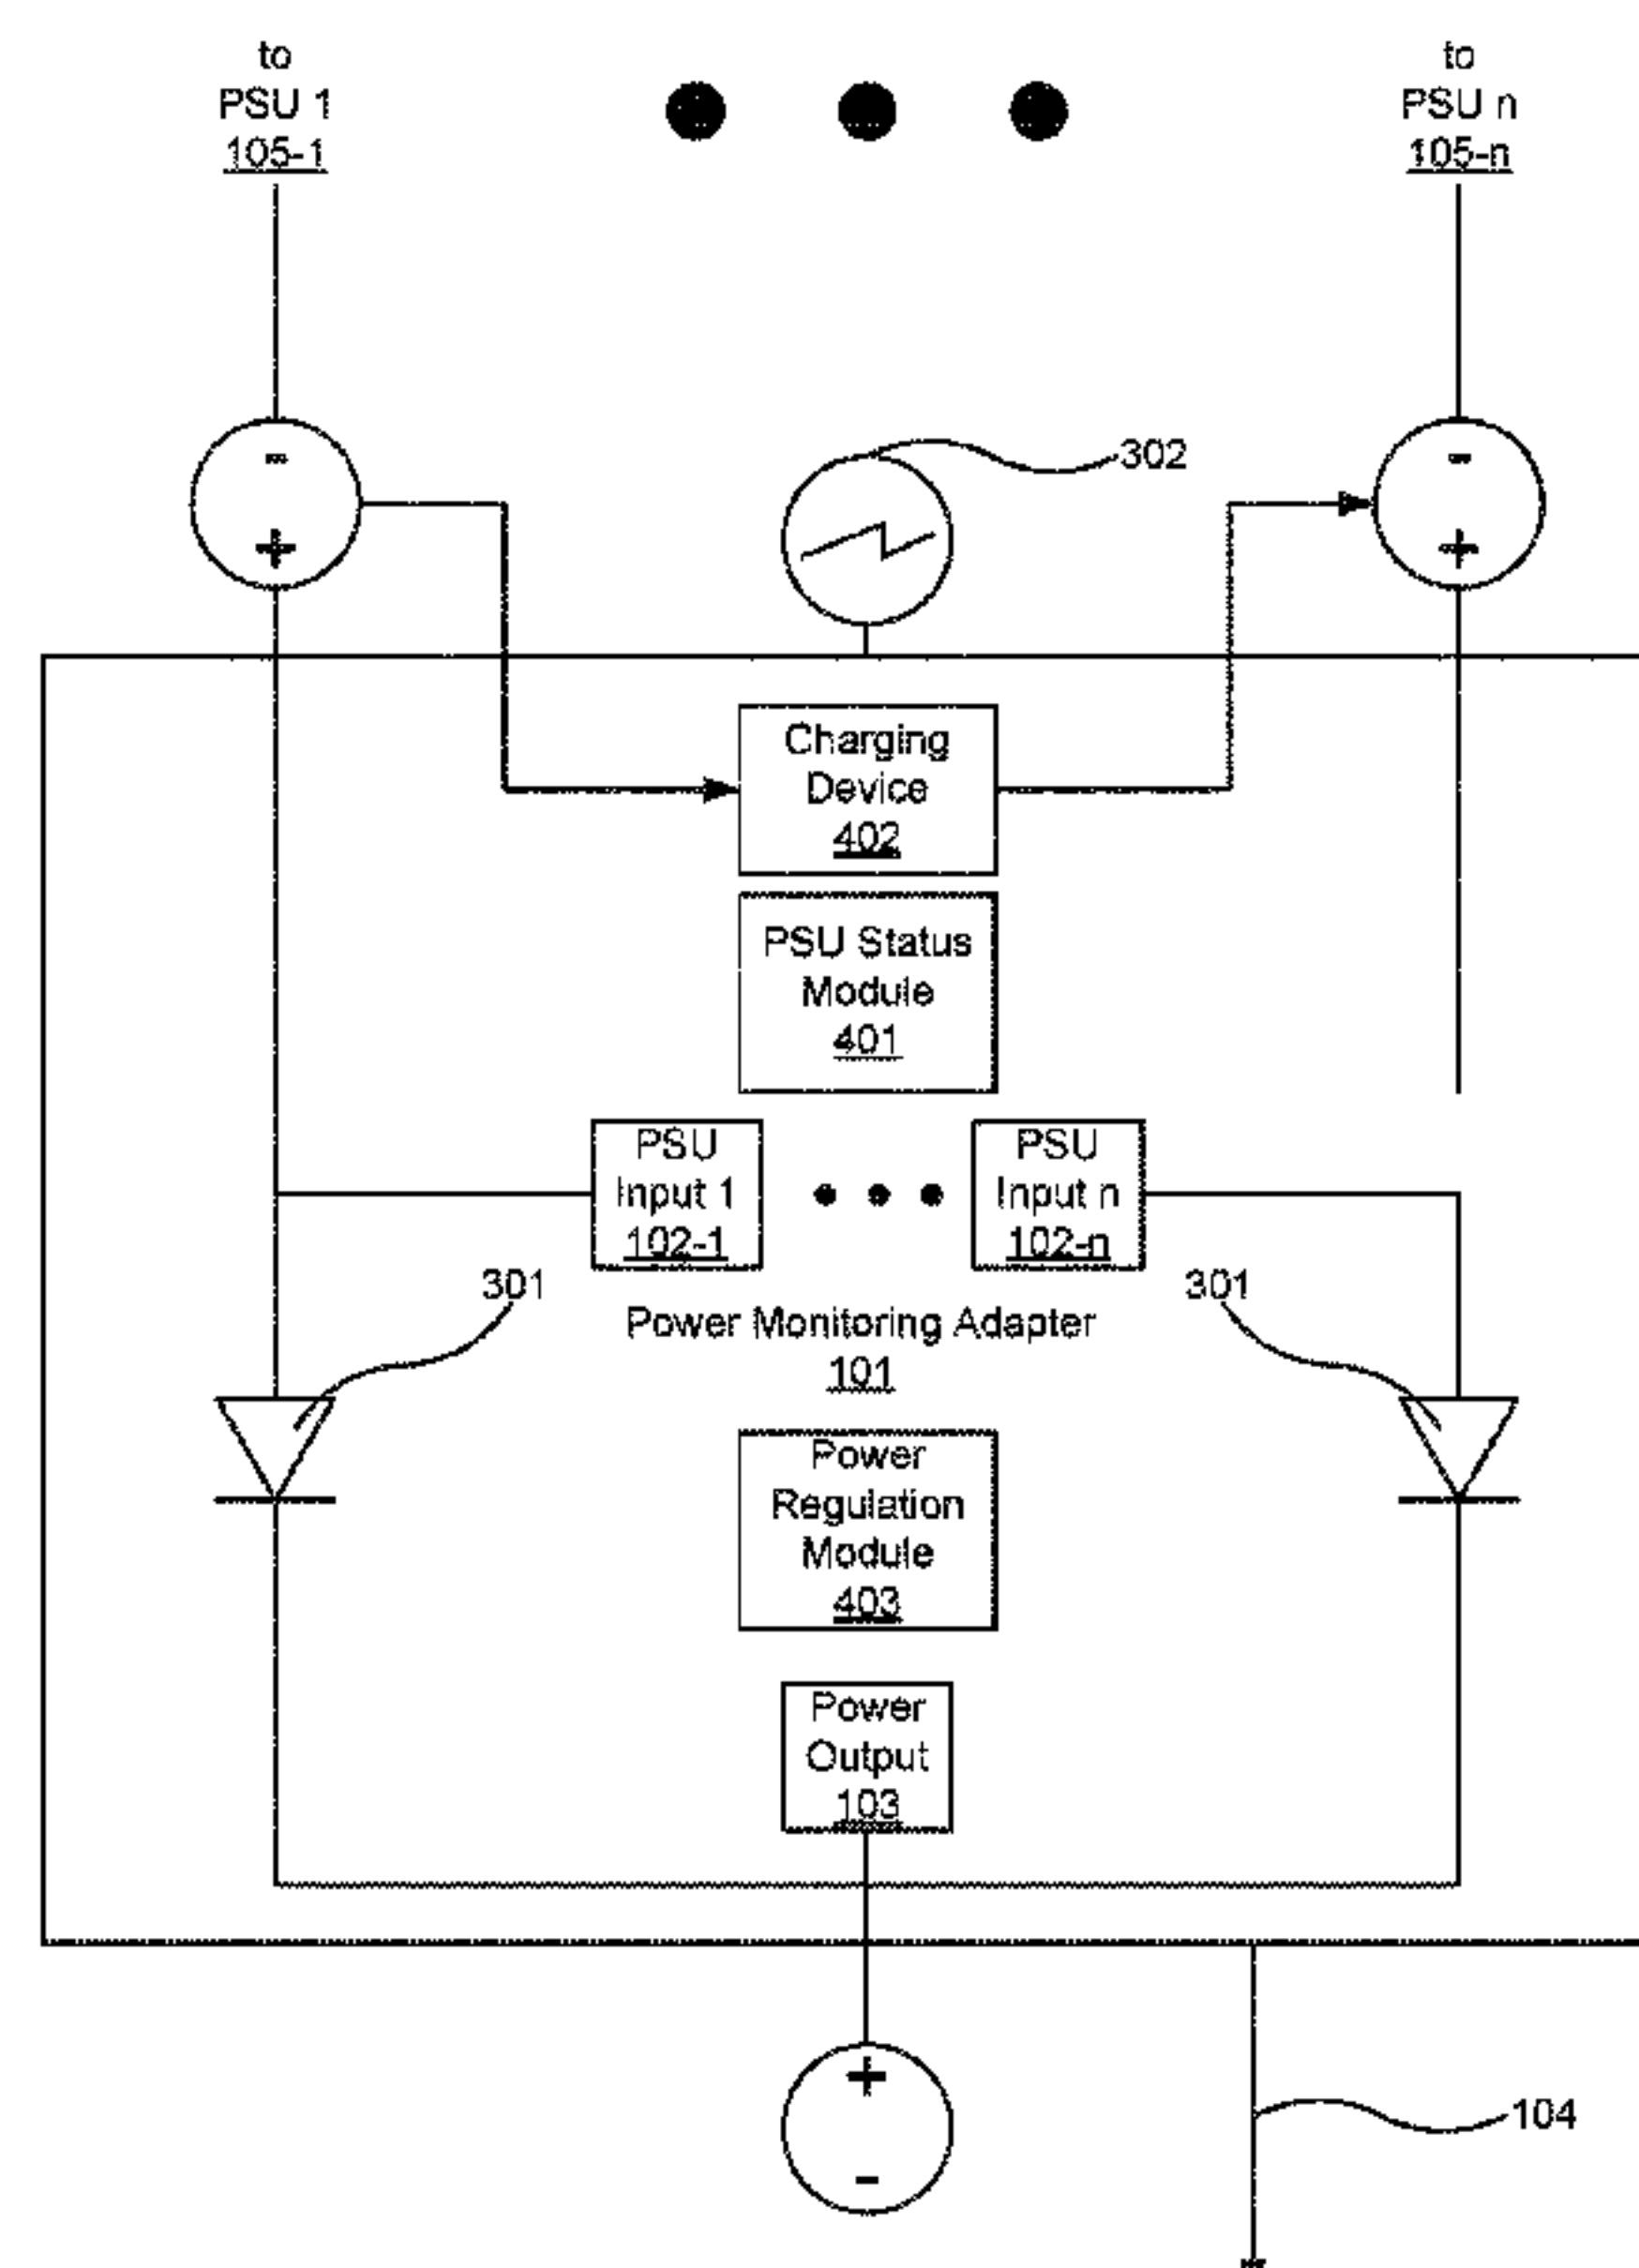 to
PSU 1
105-1
to
PSU n
105-n
-
+
302
-
+
Charging
Device
402
PSU Status
Module
401
PSU
Input 1
102-1
PSU
Input n
102-n
301
301
Power Monitoring Adapter
101
Power
Regulation
Module
403
Power
Output
103
+
-
104